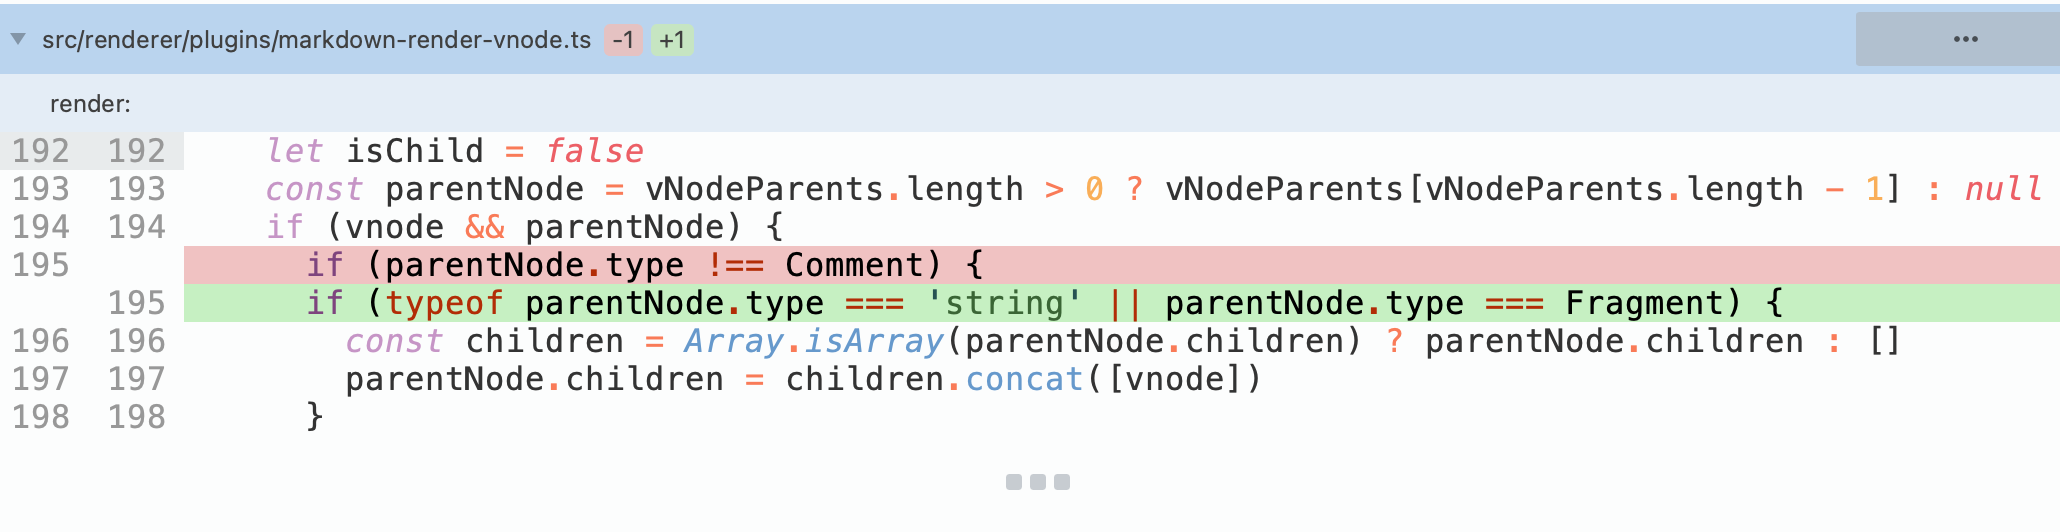 src/renderer/plugins/markdown-render-vnode.ts -1 +1 •••
render:
192 192 let isChild = false
193 193 const parentNode = vNodeParents.length > 0 ? vNodeParents[vNodeParents.length - 1] : null
194 194 if (vnode && parentNode) {
195 if (parentNode.type !== Comment) {
195 if (typeof parentNode.type === 'string' || parentNode.type === Fragment) {
196 196 const children = Array.isArray(parentNode.children) ? parentNode.children : []
197 197 parentNode.children = children.concat([vnode])
198 198 }